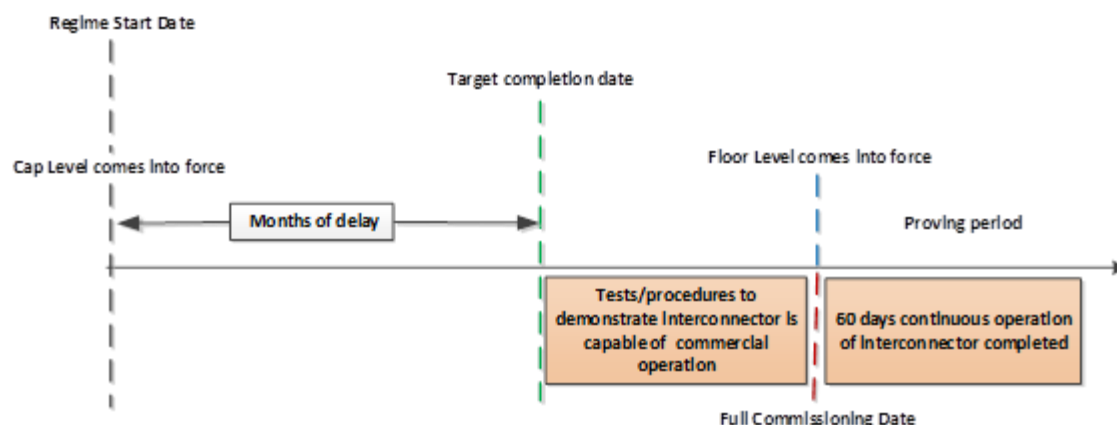 Regime Start Date
Target completion date
Cap Level comes into force
Floor Level comes into force
Months of delay
Proving period
Tests/procedures to
demonstrate interconnector is
capable of commercial
operation
60 days continuous operation
of interconnector completed
Full Commissioning Date